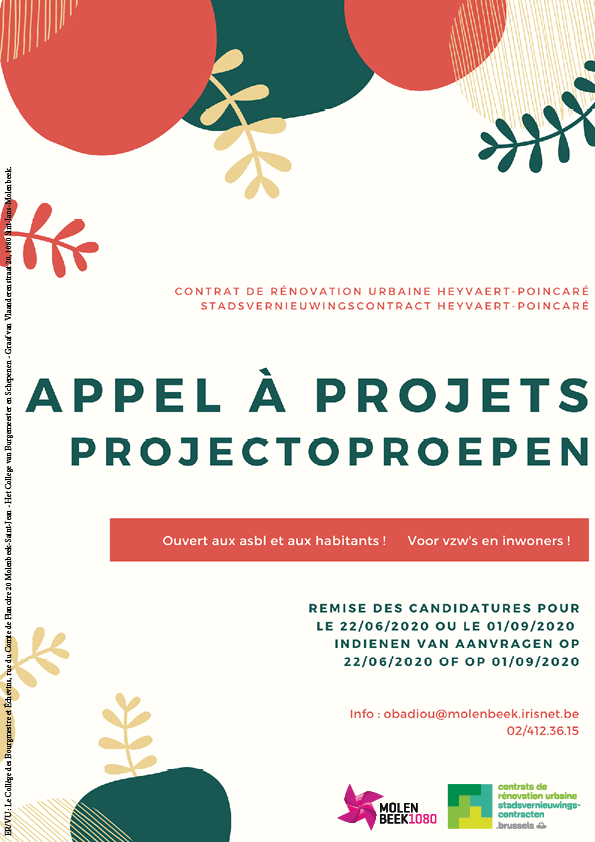 CONTRAT DE RÉNOVATION URBAINE HEYVAERT-POINCARÉ
STADSVERNIEUWINGSCONTRACT HEYVAERT-POINCARÉ
APPEL À PROJETS
PROJECTOPROEPEN
Ouvert aux asbl et aux habitants ! Voor vzw's en inwoners !
REMISE DES CANDIDATURES POUR
LE 22/06/2020 OU LE 01/09/2020
INDIENEN VAN AANVRAGEN OP
22/06/2020 OF OP 01/09/2020
Info : obadiou@molenbeek.irisnet.be
02/412.36.15
MOLEN
BEEK1080
contrats de
rénovation urbaine
stadsvernieuwings-
contracten
.brussels
ER/VU : Le Collège des Bourgmestre et Échevins, rue du Comte de Flandre 20 Molenbeek-Saint-Jean - Het College van Burgemeester en Schepenen - Graaf van Vlaanderenstraat 20, 1080 Sint-Jans-Molenbeek.